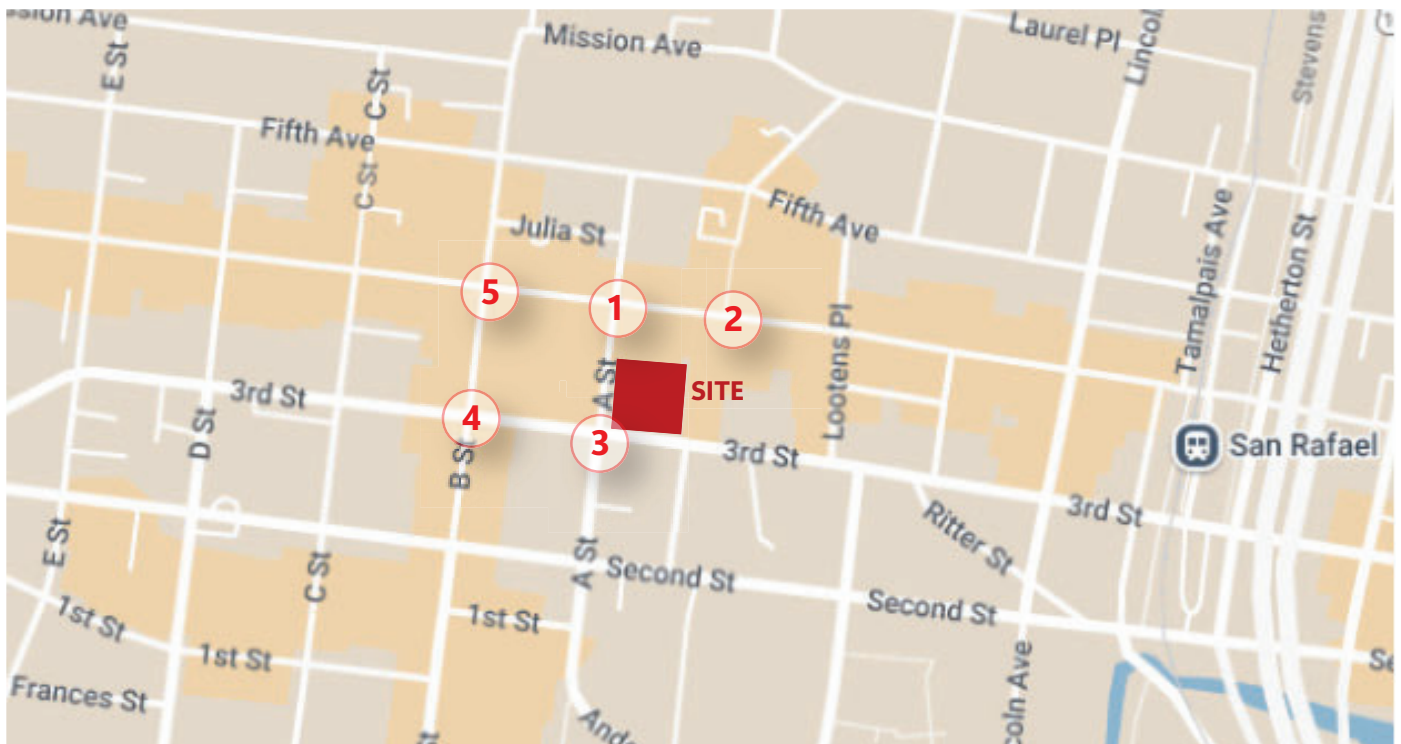 ssion Ave
Mission Ave
Laurel Pl
Lincol
Stevens
E St
C St
Fifth Ave
C St
Julia St
Fifth Ave
Tamalpais Ave
Hetherton St
5
1
2
Lootens Pl
A St
SITE
3rd St
4
3
D St
B St
3rd St
San Rafael
3rd St
Ritter St
E St
C St
A St
Second St
Second St
1st St
1st St
1st St
Se
Frances St
Ande
coln Ave
st